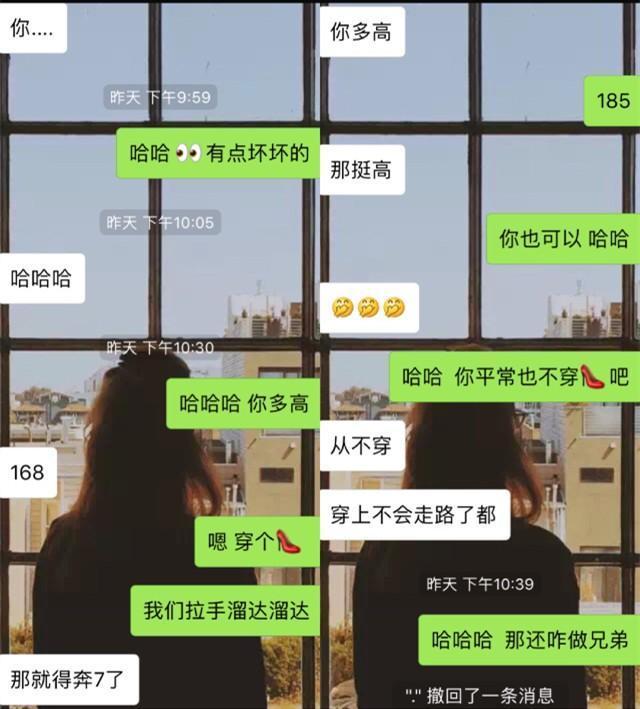 你....
昨天 下午9:59
哈哈👀有点坏坏的
昨天 下午10:05
哈哈哈
昨天 下午10:30
哈哈哈 你多高
168
嗯 穿个👠
我们拉手溜达溜达
那就得奔7了
你多高
185
那挺高
你也可以 哈哈
🤭🤭🤭
哈哈 你平常也不穿👠吧
从不穿
穿上不会走路了都
昨天 下午10:39
哈哈哈 那还咋做兄弟
"." 撤回了一条消息